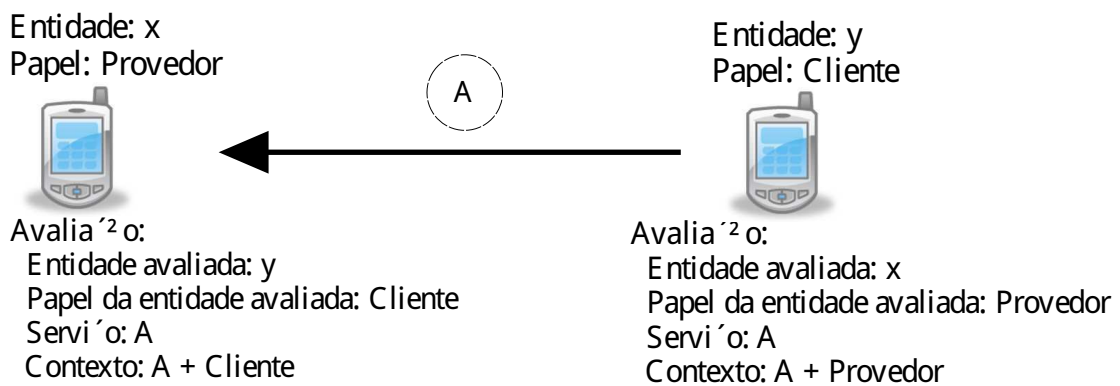 Entidade: x
Papel: Provedor
A
Entidade: y
Papel: Cliente
Avalia´² o:
Entidade avaliada: y
Papel da entidade avaliada: Cliente
Servi´o: A
Contexto: A + Cliente
Avalia´² o:
Entidade avaliada: x
Papel da entidade avaliada: Provedor
Servi´o: A
Contexto: A + Provedor